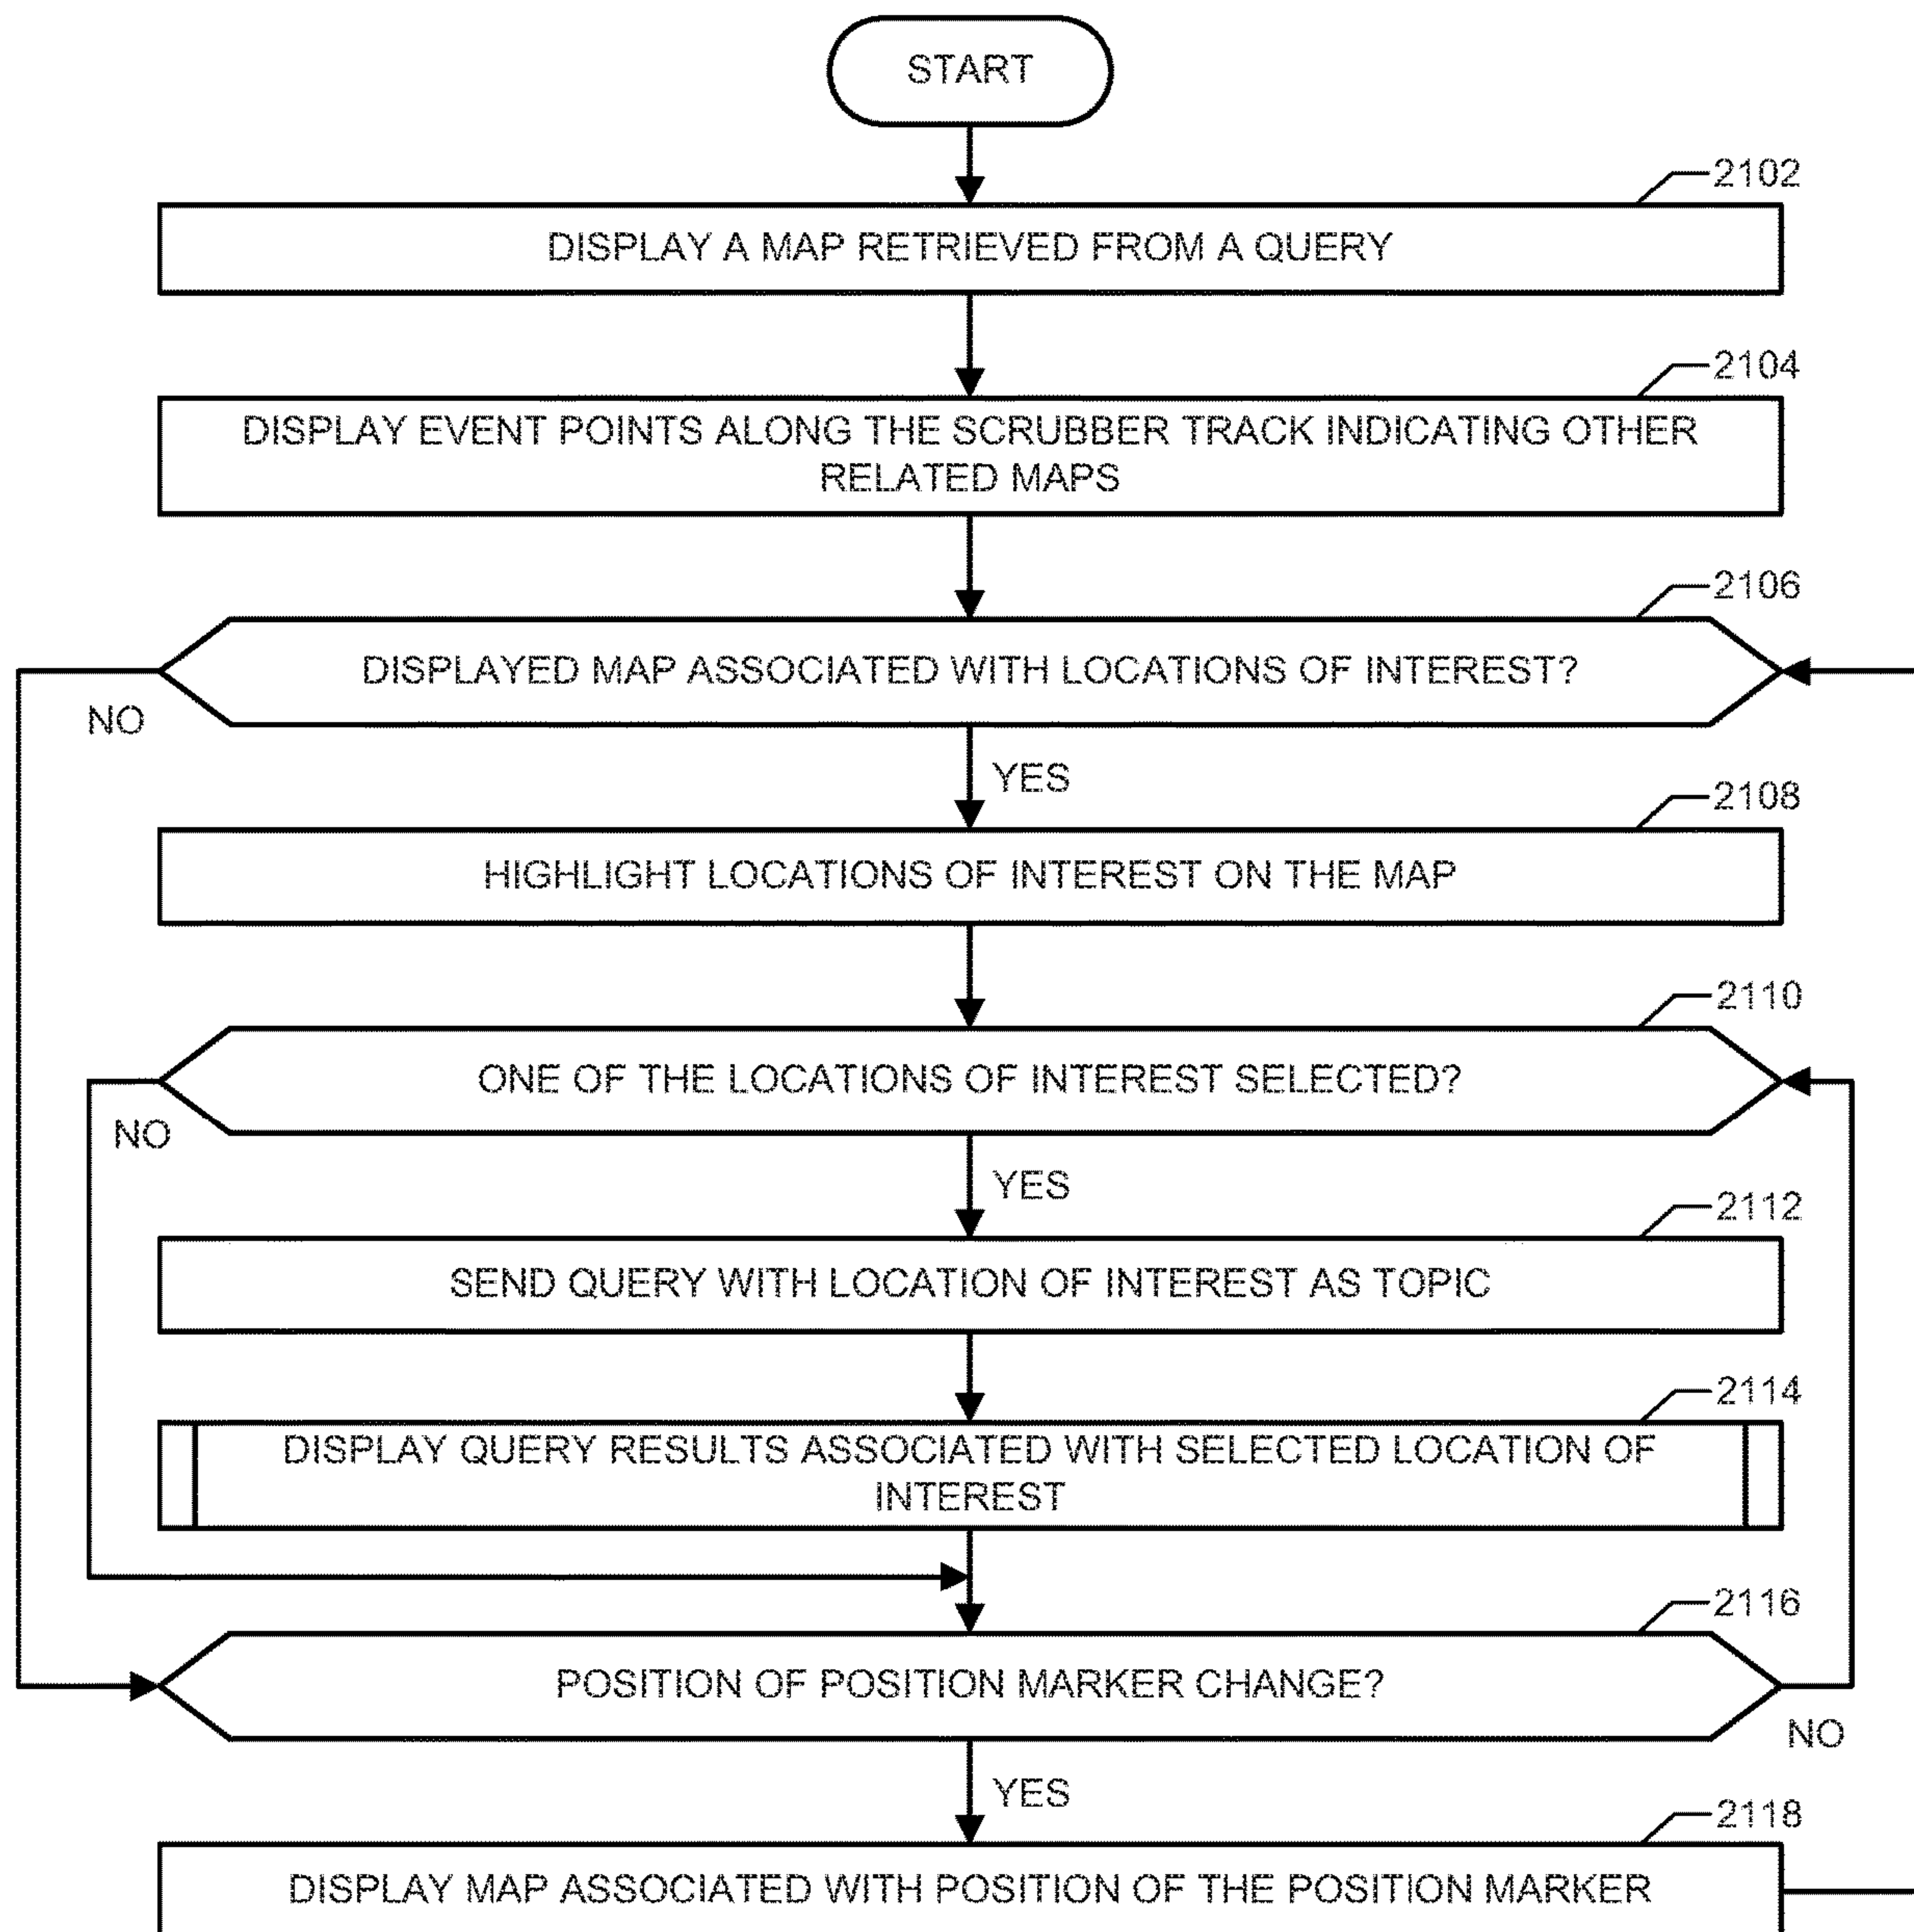 START
2102
DISPLAY A MAP RETRIEVED FROM A QUERY
2104
DISPLAY EVENT POINTS ALONG THE SCRUBBER TRACK INDICATING OTHER
RELATED MAPS
2106
DISPLAYED MAP ASSOCIATED WITH LOCATIONS OF INTEREST?
NO
YES
2108
HIGHLIGHT LOCATIONS OF INTEREST ON THE MAP
2110
ONE OF THE LOCATIONS OF INTEREST SELECTED?
NO
YES
2112
SEND QUERY WITH LOCATION OF INTEREST AS TOPIC
2114
DISPLAY QUERY RESULTS ASSOCIATED WITH SELECTED LOCATION OF
INTEREST
2116
POSITION OF POSITION MARKER CHANGE?
NO
YES
2118
DISPLAY MAP ASSOCIATED WITH POSITION OF THE POSITION MARKER